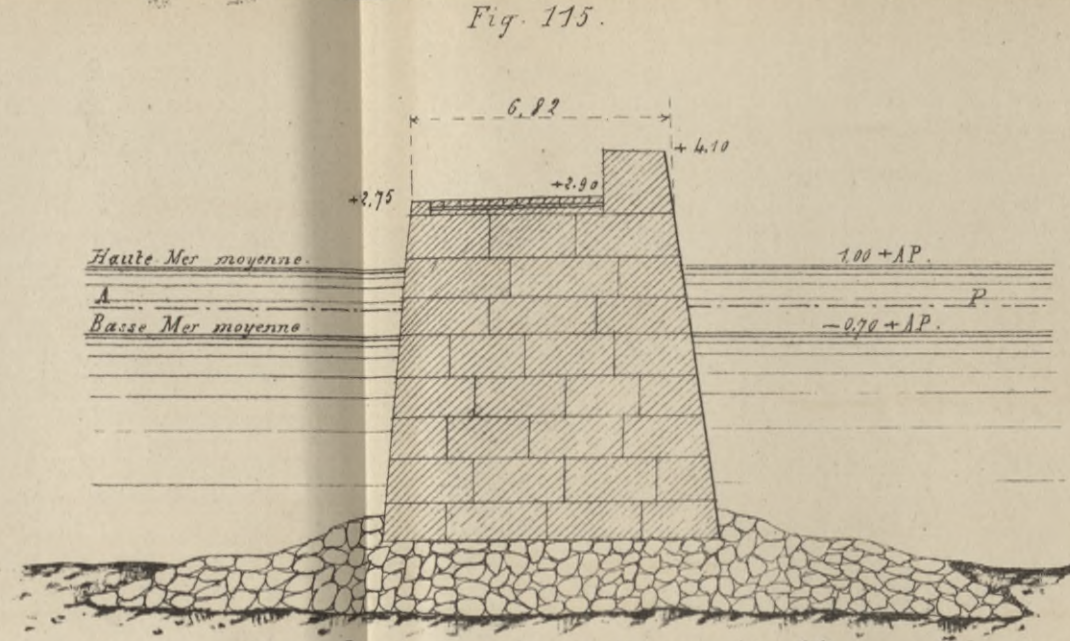 Fig. 115.
6,82
+ 4.10
+2.75
+2.90
Haute Mer moyenne.
1,00 + AP.
A
P.
Basse Mer moyenne
— 0,70 + AP.